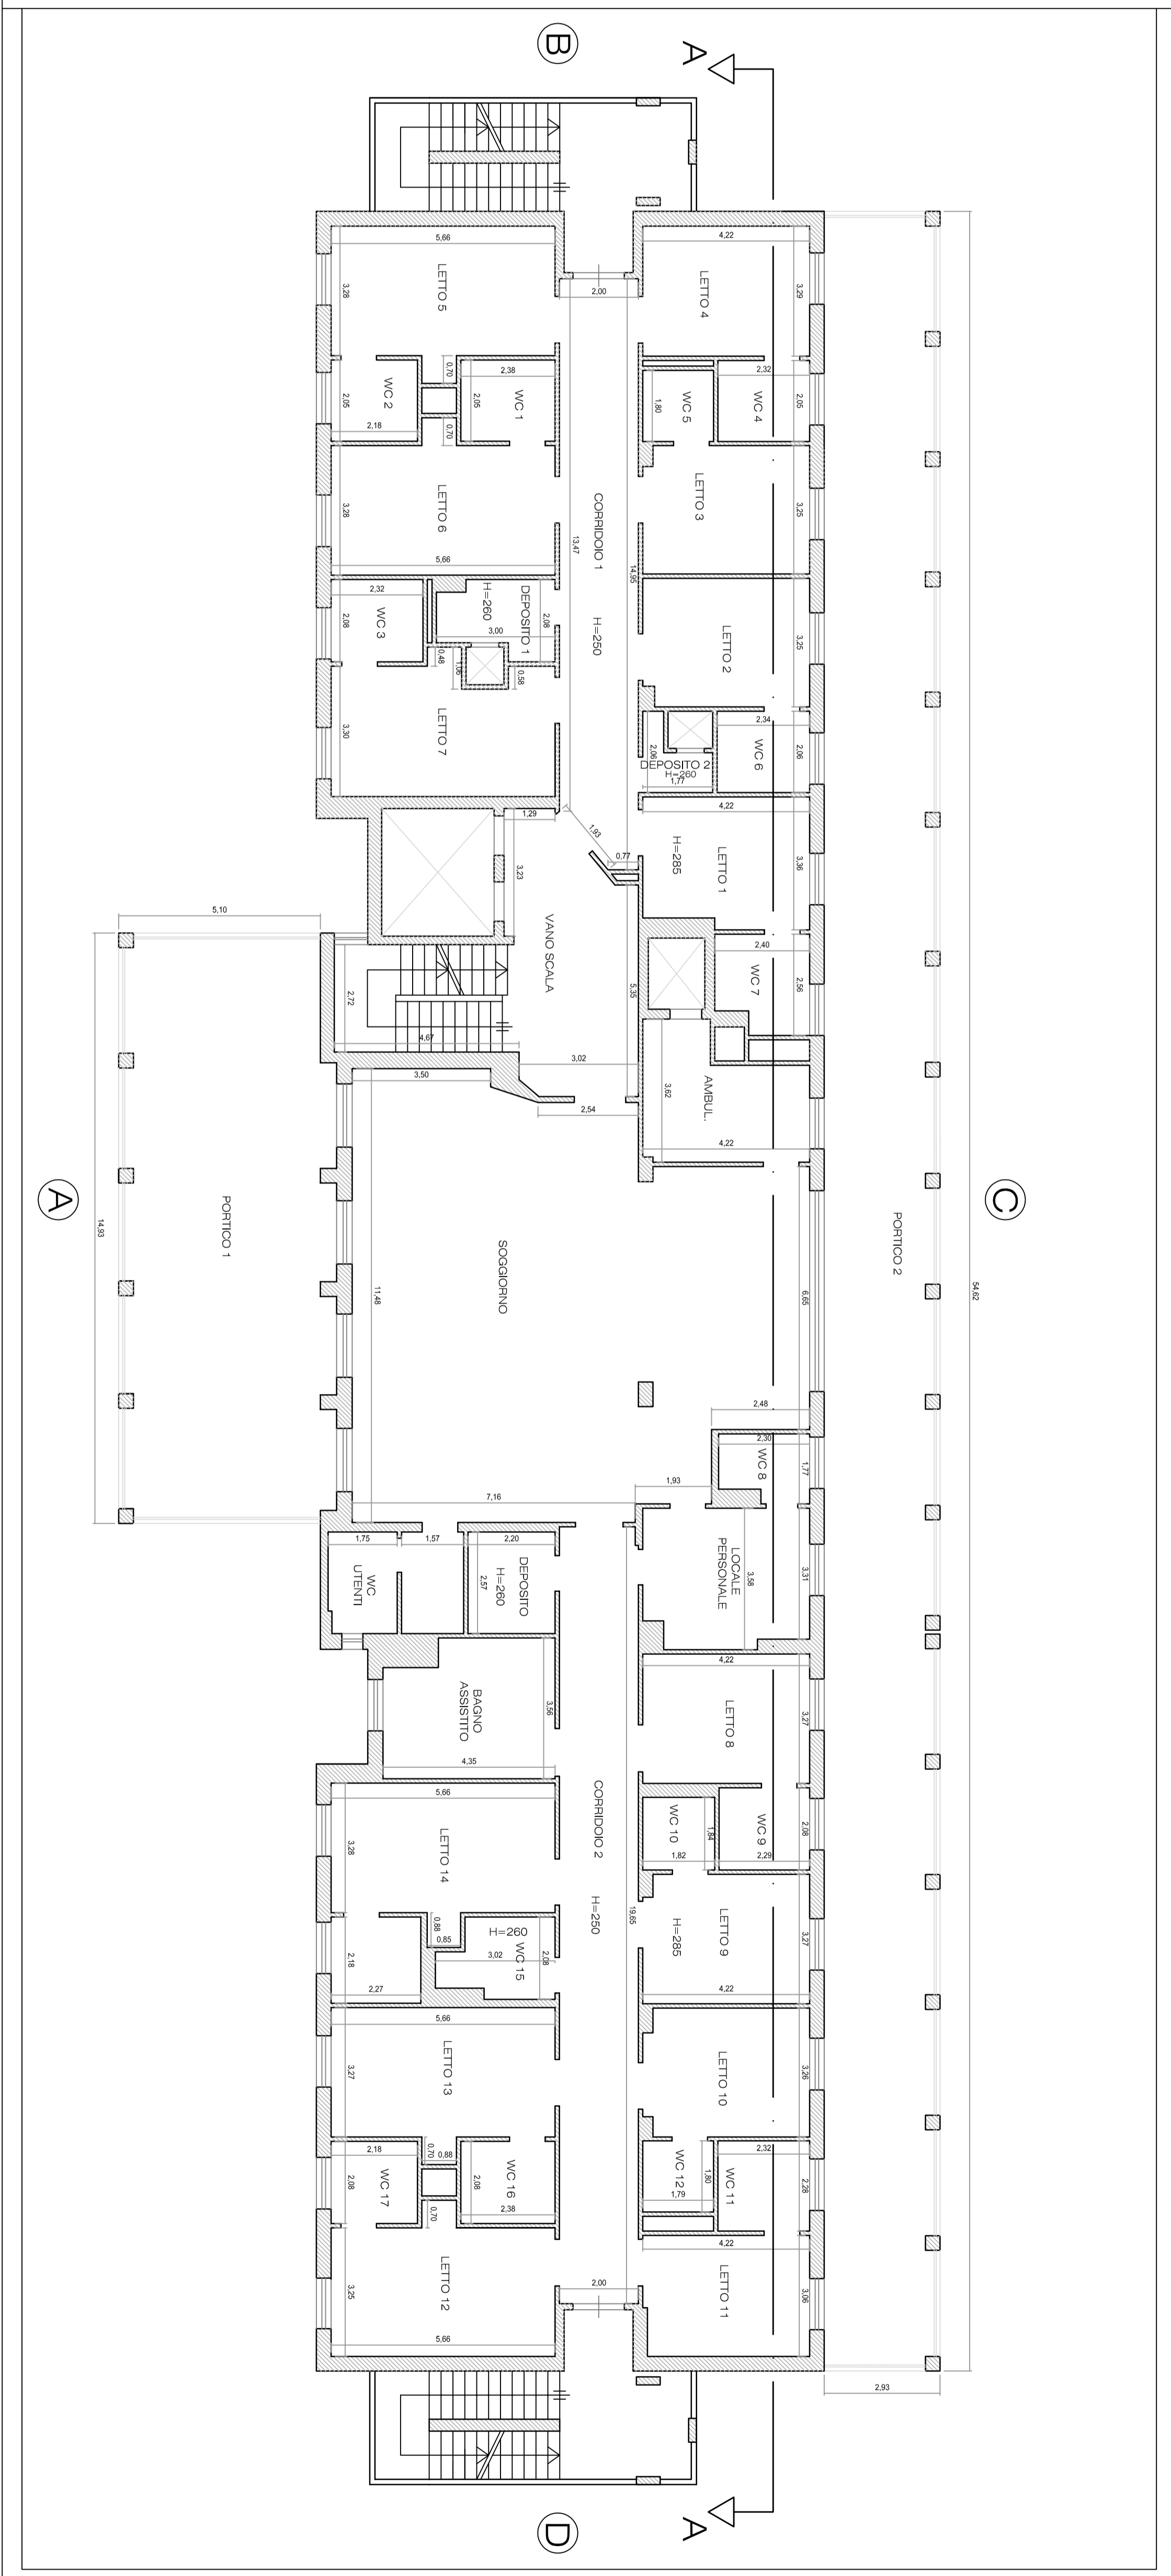 B
A
A
5,66
LETTO 5
3,28
4,22
LETTO 4
3,29
2,00
0,70
2,38
WC 1
2,05
WC 2
2,05
2,18
0,70
2,32
WC 4
2,05
1,80
WC 5
LETTO 6
3,28
5,66
CORRIDOIO 1
H=250
13,47
14,95
LETTO 3
3,25
2,32
WC 3
2,08
DEPOSITO 1
H=260
2,08
3,00
0,48
1,06
0,58
LETTO 2
3,25
LETTO 7
3,30
2,34
WC 6
2,06
2,06
DEPOSITO 2
H=260
1,77
4,22
LETTO 1
H=285
3,36
1,29
3,23
1,93
0,77
VANO SCALA
5,35
2,40
WC 7
2,56
5,10
2,72
4,67
3,02
3,50
2,54
AMBUL.
3,62
4,22
A
14,93
PORTICO 1
11,48
SOGGIORNO
6,65
PORTICO 2
C
54,62
2,48
2,30
WC 8
1,77
1,93
7,16
1,75
1,57
2,20
WC
UTENTI
DEPOSITO
H=260
2,57
LOCALE
PERSONALE
3,58
3,31
BAGNO
ASSISTITO
3,56
4,35
4,22
LETTO 8
3,27
5,66
LETTO 14
3,28
CORRIDOIO 2
H=250
19,65
WC 10
1,84
1,82
WC 9
2,08
2,29
0,88
0,85
H=260
WC 15
2,08
3,02
2,18
2,27
LETTO 9
H=285
3,27
4,22
5,66
LETTO 13
3,27
LETTO 10
3,26
2,18
0,70
0,88
WC 17
2,08
WC 16
2,08
2,38
0,70
WC 12
1,80
1,79
2,32
WC 11
2,28
LETTO 12
3,25
5,66
2,00
4,22
LETTO 11
3,06
2,93
D
A